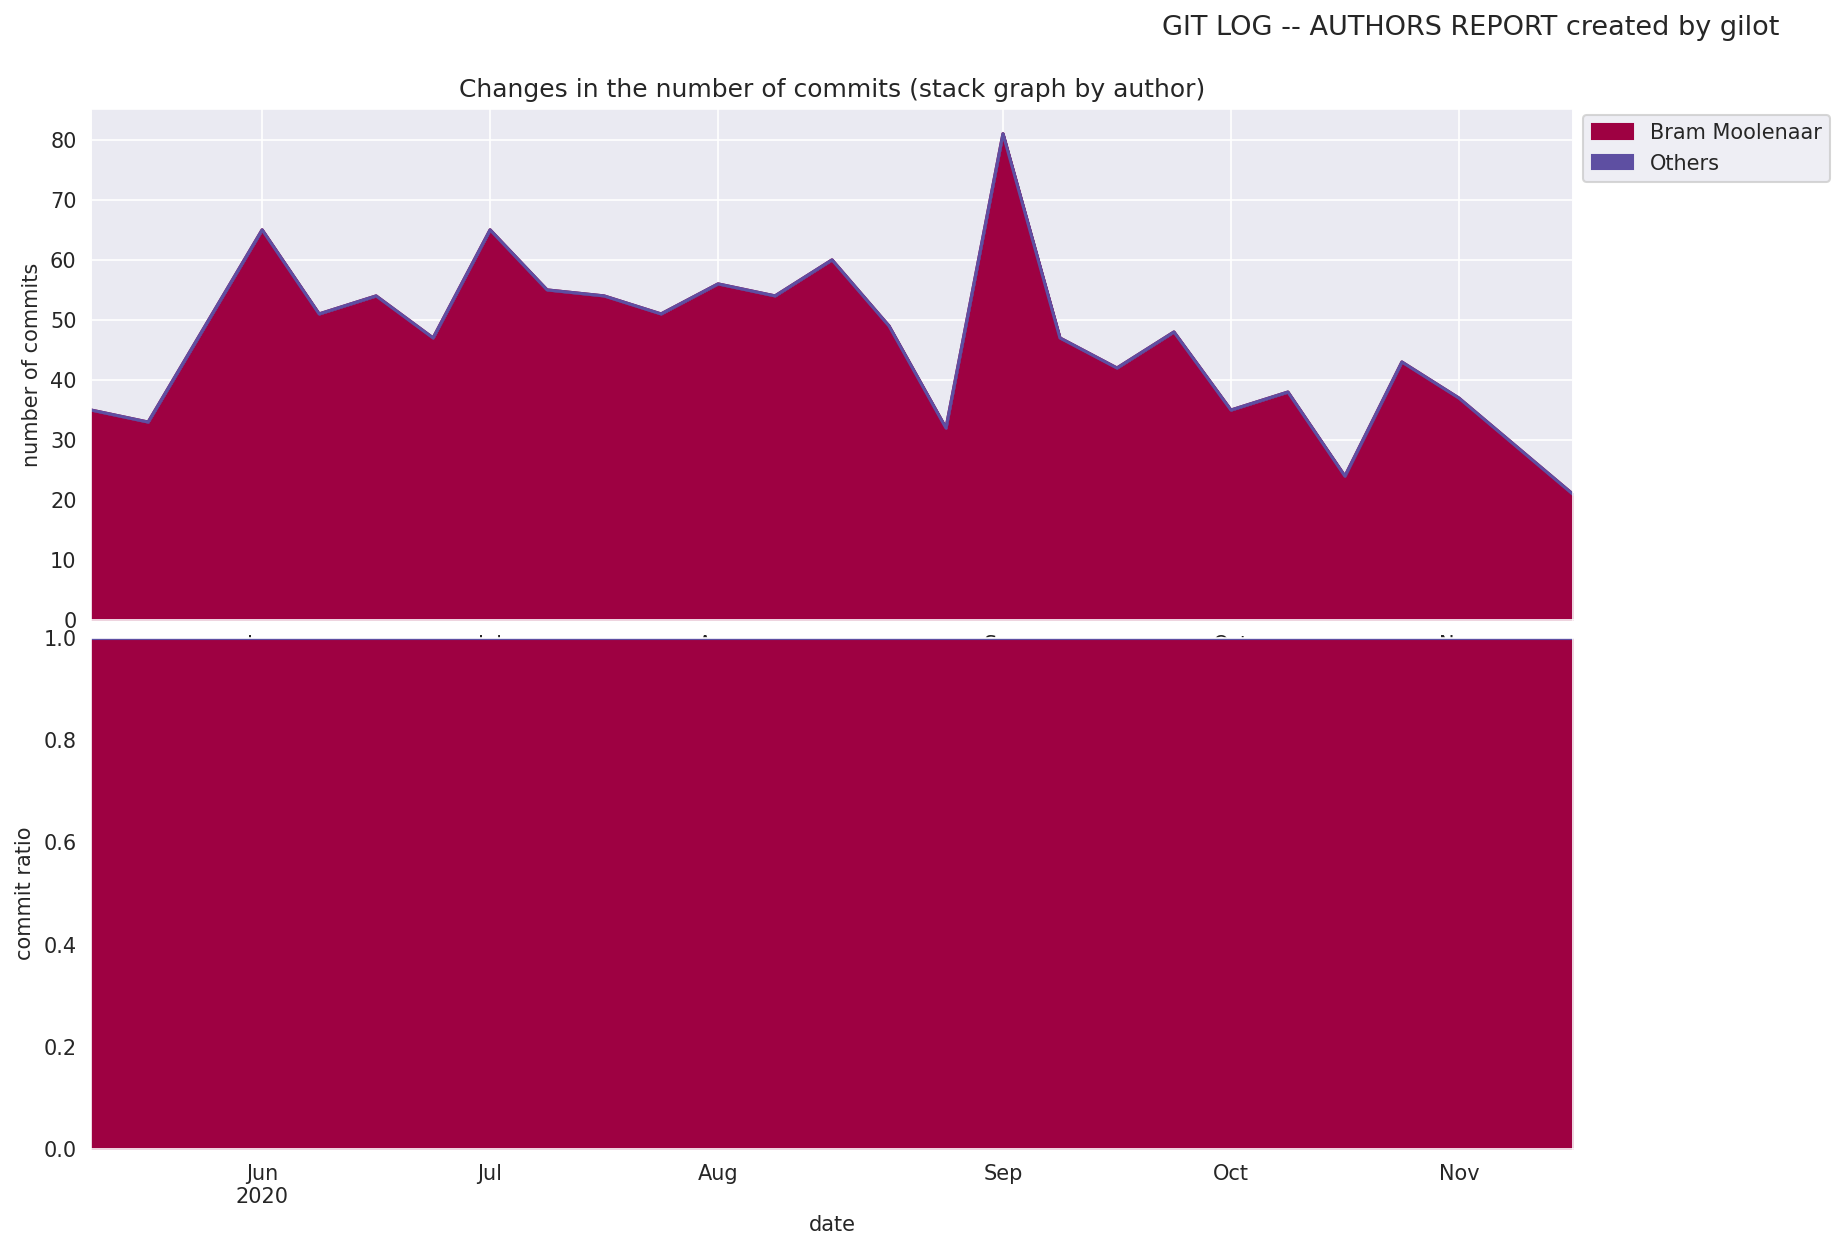 GIT LOG -- AUTHORS REPORT created by gilot
Changes in the number of commits (stack graph by author)
Bram Moolenaar
Others
number of commits
80
70
60
50
40
30
20
10
0
commit ratio
1.0
0.8
0.6
0.4
0.2
0.0
Jun Jul Aug Sep Oct Nov
2020
date